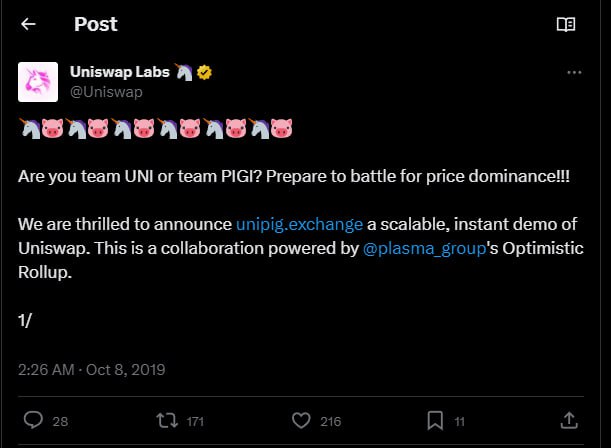 Post
Uniswap Labs 🦄
@Uniswap
🦄🐷🦄🐷🦄🐷🦄🐷🦄🐷🦄🐷
Are you team UNI or team PIGI? Prepare to battle for price dominance!!!
We are thrilled to announce unipig.exchange a scalable, instant demo of
Uniswap. This is a collaboration powered by @plasma_group's Optimistic
Rollup.
1/
2:26 AM · Oct 8, 2019
28 171 216 11